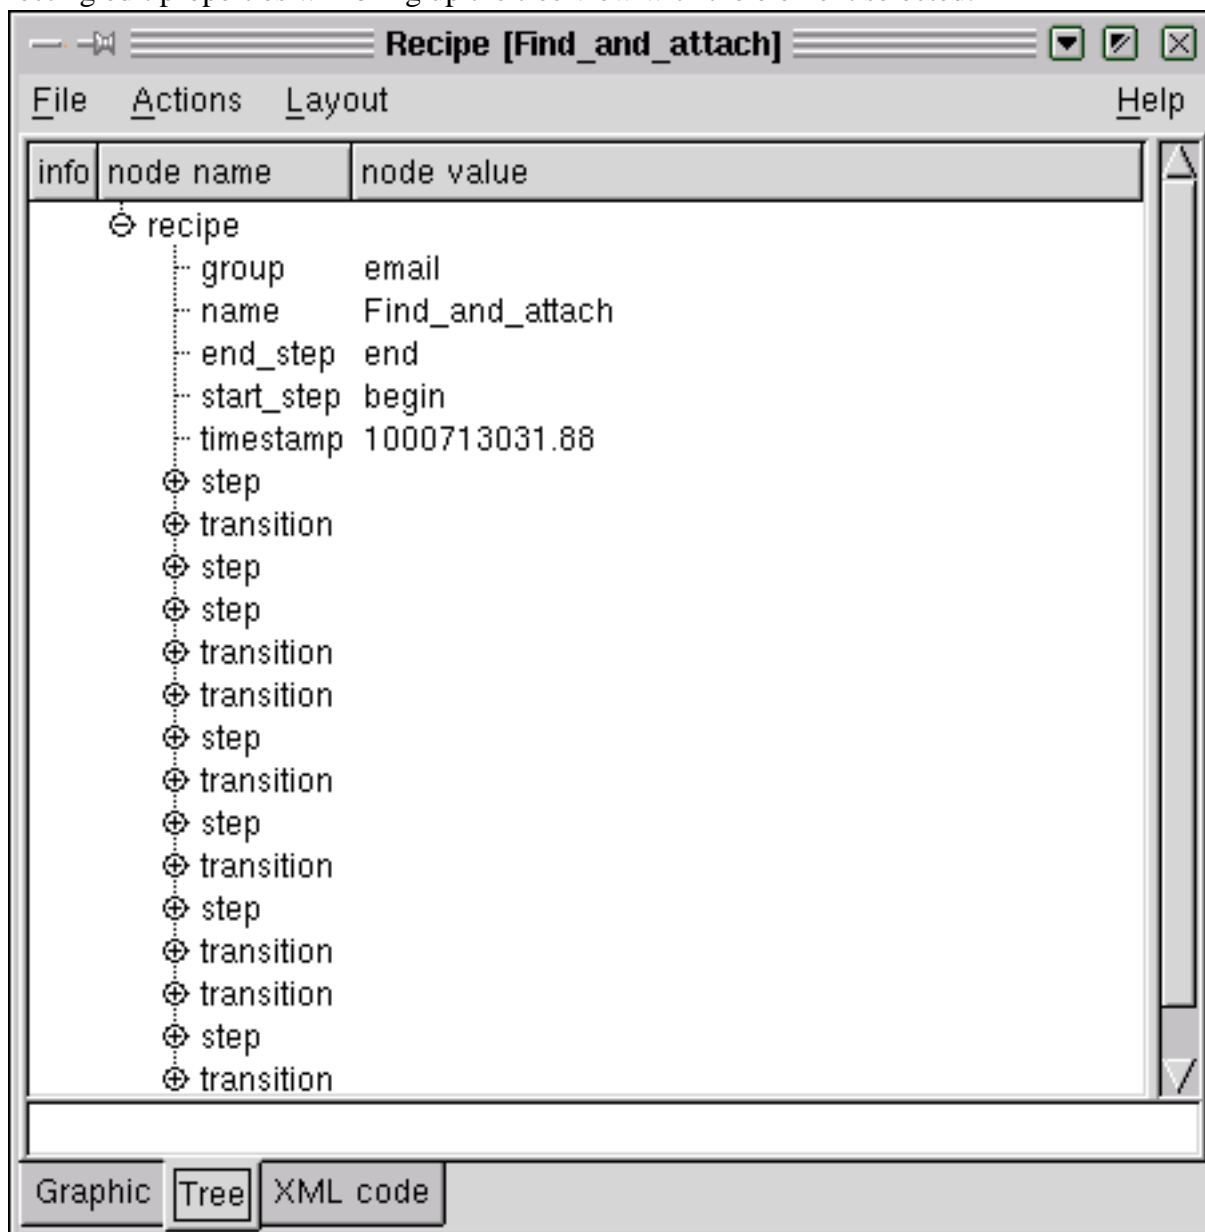 Recipe [Find_and_attach]
File Actions Layout Help
info node name node value
recipe
group email
name Find_and_attach
end_step end
start_step begin
timestamp 1000713031.88
step
transition
step
step
transition
transition
step
transition
step
transition
step
transition
transition
step
transition
Graphic Tree XML code